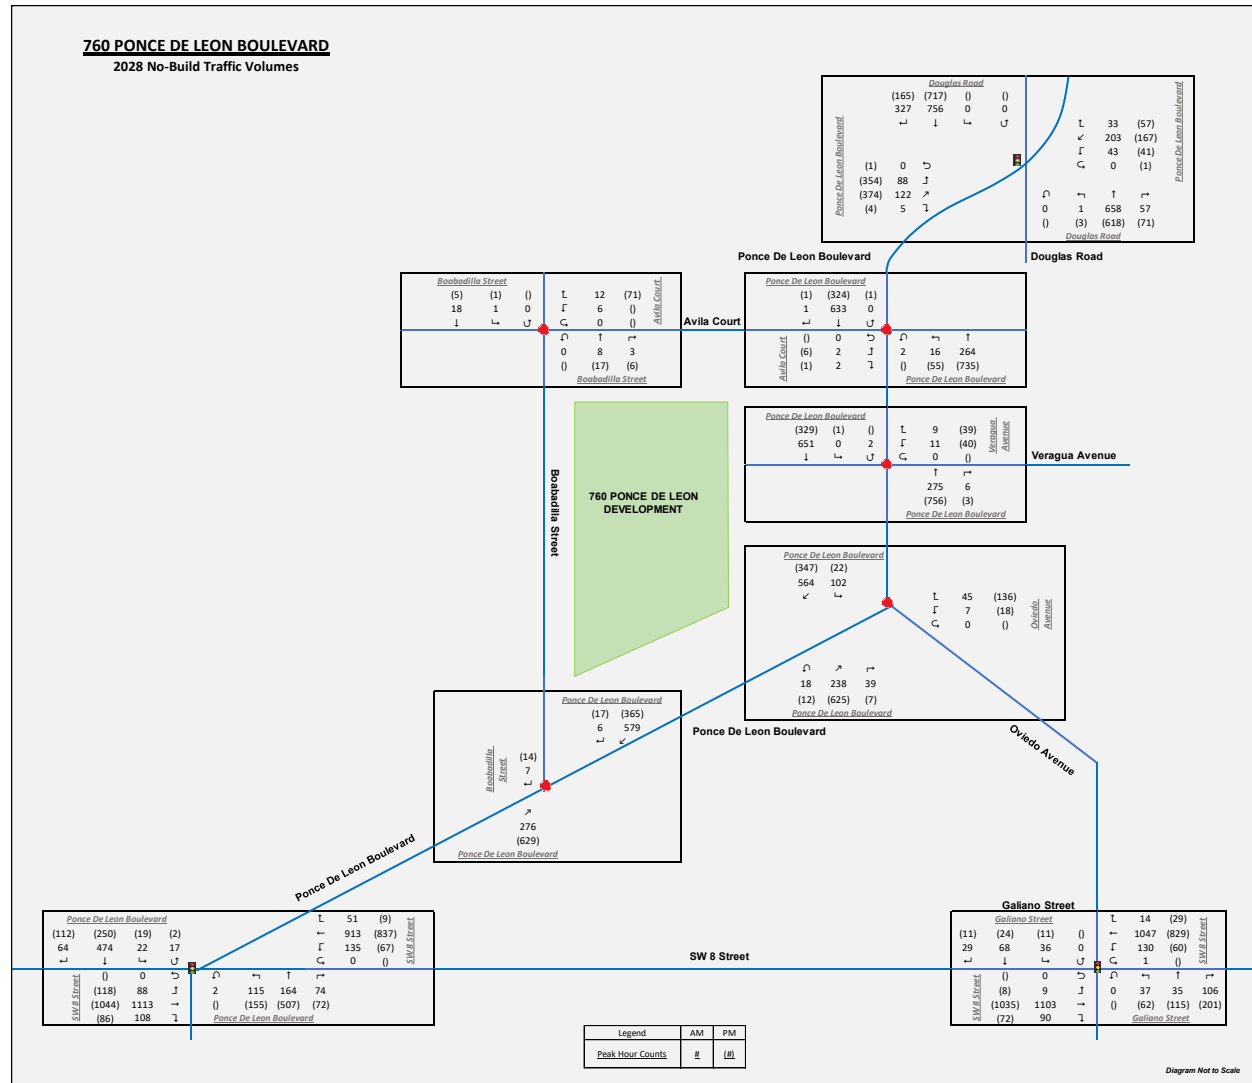 760 PONCE DE LEON BOULEVARD
2028 No-Build Traffic Volumes
Douglas Road
(165) (717) () ()
327 756 0 0
↵ ↓ ↳ ↺
Ponce De Leon Boulevard
(1) 0
(354) 88
(374) 122 ↗
(4) 5
33 (57)
↙ 203 (167)
43 (41)
0 (1)
Ponce De Leon Boulevard
↑
0 1 658 57
() (3) (618) (71)
Douglas Road
Ponce De Leon Boulevard
Douglas Road
Boabadilla Street
(5) (1) ()
18 1 0
12 (71)
6 ()
0 ()
Avila Court
0 8 3
() (17) (6)
Boabadilla Street
Avila Court
Ponce De Leon Boulevard
(1) (324) (1)
1 633 0
Avila Court
() 0
(6) 2
(1) 2
2 16 264
() (55) (735)
Ponce De Leon Boulevard
Ponce De Leon Boulevard
(329) (1) ()
651 0 2
9 (39)
11 (40)
0 ()
Veragua
Avenue
275 6
(756) (3)
Ponce De Leon Boulevard
Veragua Avenue
Boabadilla Street
760 PONCE DE LEON
DEVELOPMENT
Ponce De Leon Boulevard
(347) (22)
564 102
45 (136)
7 (18)
0 ()
Oviedo
Avenue
18 238 39
(12) (625) (7)
Ponce De Leon Boulevard
Ponce De Leon Boulevard
(17) (365)
6 579
Boabadilla
Street
(14)
7
276
(629)
Ponce De Leon Boulevard
Ponce De Leon Boulevard
Oviedo Avenue
Ponce De Leon Boulevard
Ponce De Leon Boulevard
(112) (250) (19) (2)
64 474 22 17
51 (9)
913 (837)
135 (67)
0 ()
SW 8 Street
SW 8 Street
() 0
(118) 88
(1044) 1113
(86) 108
2 115 164 74
() (155) (507) (72)
Ponce De Leon Boulevard
SW 8 Street
Galiano Street
Galiano Street
(11) (24) (11) ()
29 68 36 0
14 (29)
1047 (829)
130 (60)
1 ()
SW 8 Street
SW 8 Street
() 0
(8) 9
(1035) 1103
(72) 90
0 37 35 106
() (62) (115) (201)
Galiano Street
Legend AM PM
Peak Hour Counts # (#)
Diagram Not to Scale